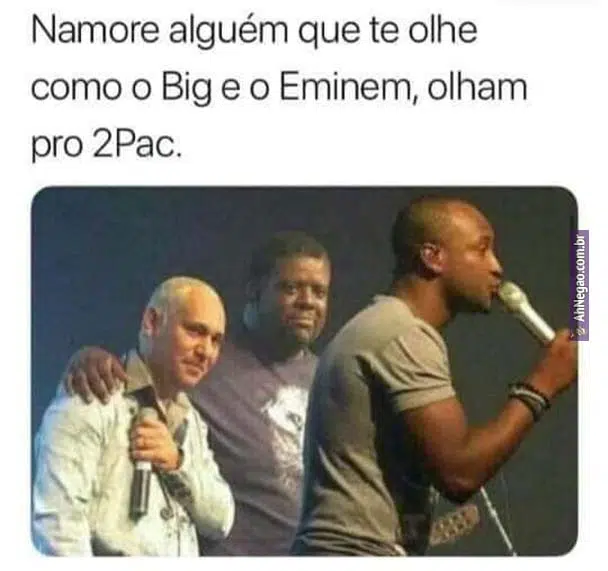 Namore alguém que te olhe
como o Big e o Eminem, olham
pro 2Pac.
AhNegao.com.br